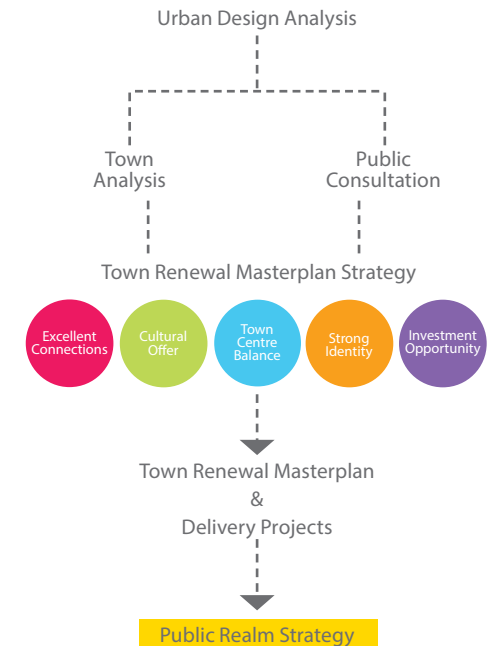 Urban Design Analysis
Town
Analysis
Public
Consultation
Town Renewal Masterplan Strategy
Excellent
Connections
Cultural
Offer
Town
Centre
Balance
Strong
Identity
Investment
Opportunity
Town Renewal Masterplan
&
Delivery Projects
Public Realm Strategy